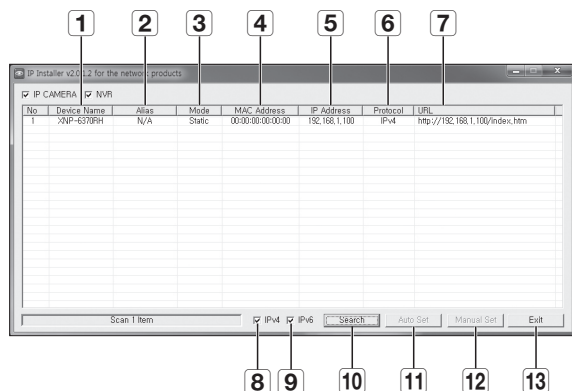 1 2 3 4 5 6 7
IP Installer v2.0.1.2 for the network products
IP CAMERA NVR
No Device Name Alias Mode MAC Address IP Address Protocol URL
1 XNP-6370RH N/A Static 00:00:00:00:00:00 192,168,1,100 IPv4 http://192,168,1,100/index,htm
Scan 1 Item IPv4 IPv6 Search Auto Set Manual Set Exit
8 9 10 11 12 13